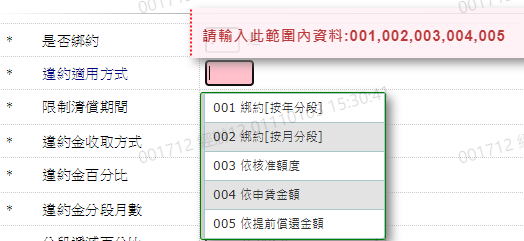 請輸入此範圍內資料:001,002,003,004,005
* 是否綁約
* 違約適用方式
* 限制清償期間
001 綁約[按年分段]
002 綁約[按月分段]
003 依核准額度
004 依申貸金額
005 依提前償還金額
* 違約金收取方式
* 違約金百分比
* 違約金分段月數